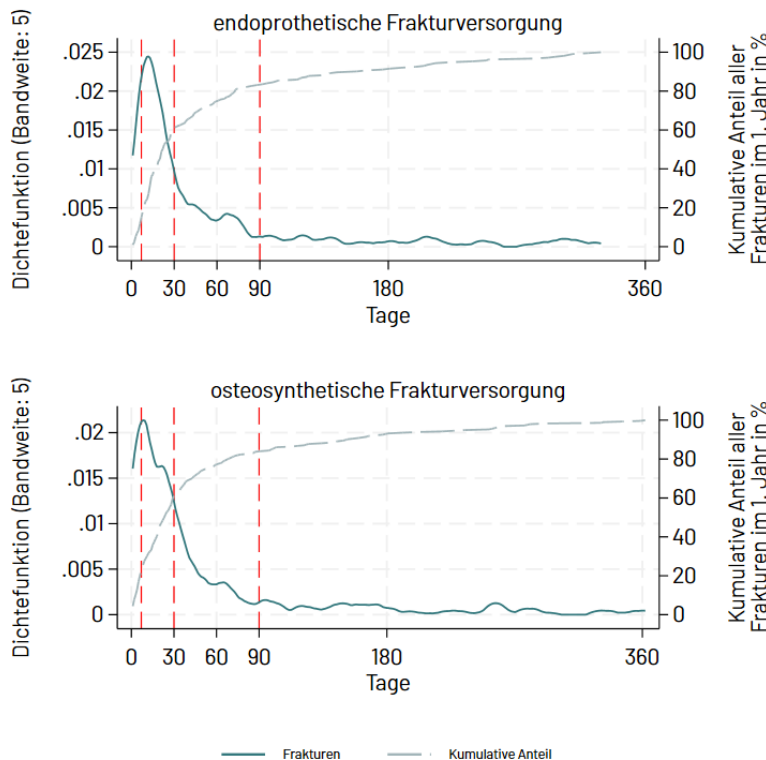 endoprothetische Frakturversorgung
Dichtefunktion (Bandweite: 5)
.025
.02
.015
.01
.005
0
100
80
60
40
20
0
Kumulative Anteil aller
Frakturen im 1. Jahr in %
0 30 60 90 180 360
Tage
osteosynthetische Frakturversorgung
Dichtefunktion (Bandweite: 5)
.02
.015
.01
.005
0
100
80
60
40
20
0
Kumulative Anteil aller
Frakturen im 1. Jahr in %
0 30 60 90 180 360
Tage
Frakturen Kumulative Anteil